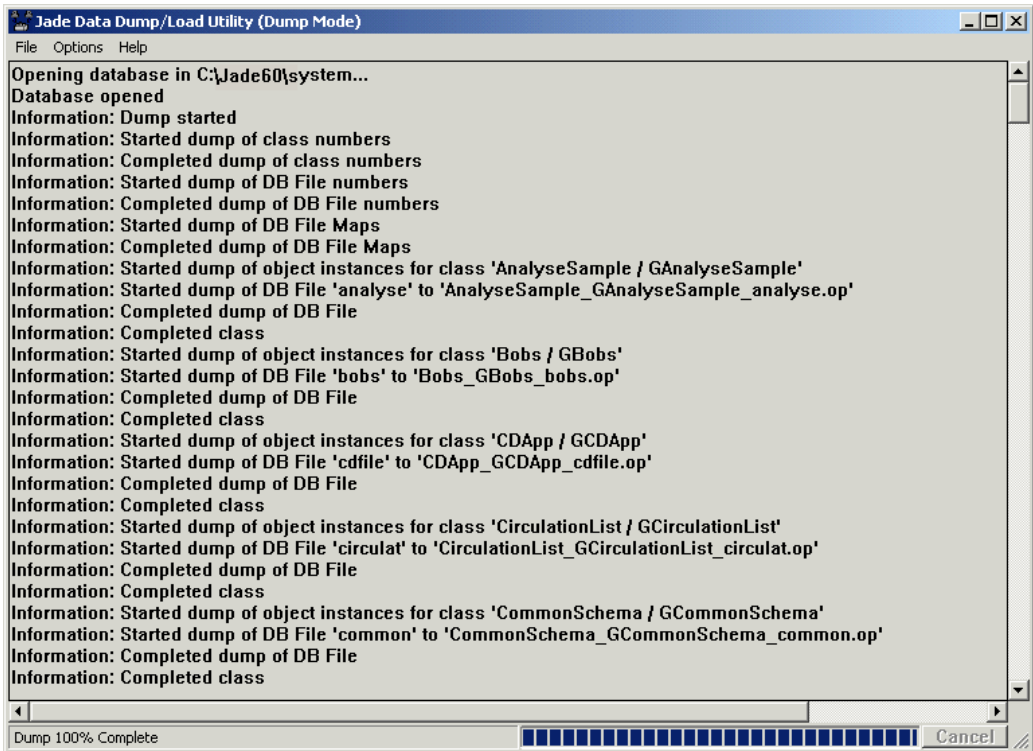 Jade Data Dump/Load Utility (Dump Mode)
File Options Help
Opening database in C:\Jade60\system...
Database opened
Information: Dump started
Information: Started dump of class numbers
Information: Completed dump of class numbers
Information: Started dump of DB File numbers
Information: Completed dump of DB File numbers
Information: Started dump of DB File Maps
Information: Completed dump of DB File Maps
Information: Started dump of object instances for class 'AnalyseSample / GAnalyseSample'
Information: Started dump of DB File 'analyse' to 'AnalyseSample_GAnalyseSample_analyse.op'
Information: Completed dump of DB File
Information: Completed class
Information: Started dump of object instances for class 'Bobs / GBobs'
Information: Started dump of DB File 'bobs' to 'Bobs_GBobs_bobs.op'
Information: Completed dump of DB File
Information: Completed class
Information: Started dump of object instances for class 'CDApp / GCDApp'
Information: Started dump of DB File 'cdfile' to 'CDApp_GCDApp_cdfile.op'
Information: Completed dump of DB File
Information: Completed class
Information: Started dump of object instances for class 'CirculationList / GCirculationList'
Information: Started dump of DB File 'circulat' to 'CirculationList_GCirculationList_circulat.op'
Information: Completed dump of DB File
Information: Completed class
Information: Started dump of object instances for class 'CommonSchema / GCommonSchema'
Information: Started dump of DB File 'common' to 'CommonSchema_GCommonSchema_common.op'
Information: Completed dump of DB File
Information: Completed class
Dump 100% Complete Cancel